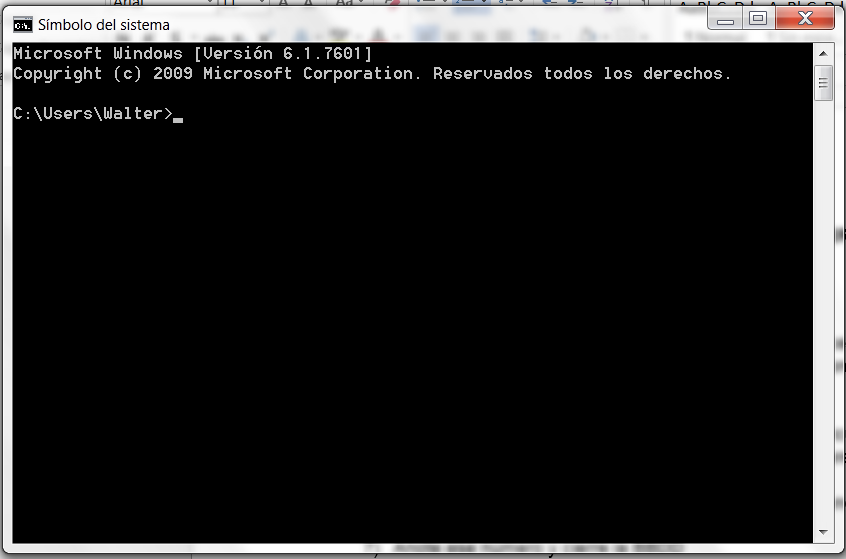 Símbolo del sistema
Microsoft Windows [Versión 6.1.7601]
Copyright (c) 2009 Microsoft Corporation. Reservados todos los derechos.
C:\Users\Walter>_